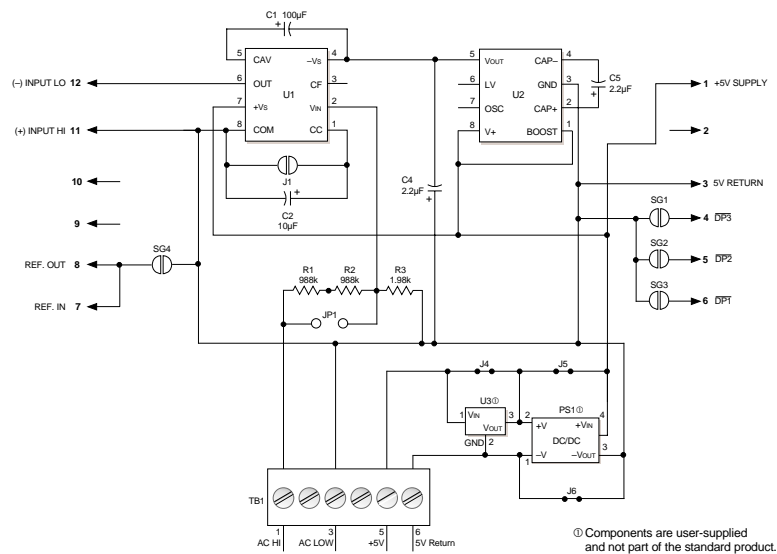 C1 100µF
5 CAV –VS 4
6 OUT CF 3
U1
7 +VS VIN 2
8 COM CC 1
(–) INPUT LO 12
(+) INPUT HI 11
10
9
REF. OUT 8
REF. IN 7
SG4
J1
C2
10µF
C4
2.2µF
5 VOUT CAP– 4
6 LV GND 3
U2
7 OSC CAP+ 2
8 V+ BOOST 1
C5
2.2µF
1 +5V SUPPLY
2
3 5V RETURN
SG1
4 DP3
SG2
5 DP2
SG3
6 DP1
R1
988k
R2
988k
R3
1.98k
JP1
J4
J5
U3①
1 VIN 3
VOUT
GND 2
PS1①
2 +V +VIN 4
DC/DC
1 –V –VOUT 3
J6
TB1
1 3 5 6
AC HI AC LOW +5V 5V Return
① Components are user-supplied
and not part of the standard product.